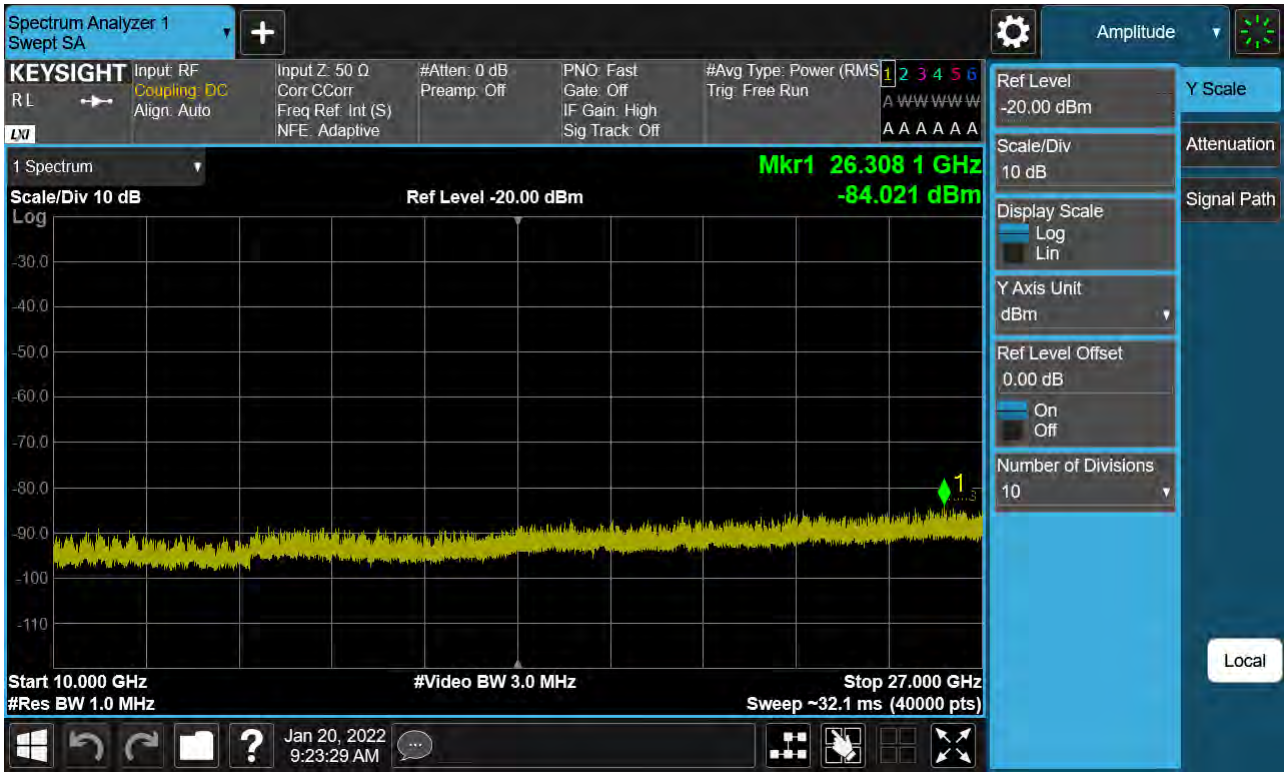 Spectrum Analyzer 1
Swept SA
Amplitude
KEYSIGHT
RL
LXI
Input: RF
Coupling: DC
Align: Auto
Input Z: 50 Ω
Corr CCorr
Freq Ref: Int (S)
NFE: Adaptive
#Atten: 0 dB
Preamp: Off
PNO: Fast
Gate: Off
IF Gain: High
Sig Track: Off
#Avg Type: Power (RMS
Trig: Free Run
1 2 3 4 5 6
A W W W W W
A A A A A A
1 Spectrum
Mkr1 26.308 1 GHz
-84.021 dBm
Scale/Div 10 dB
Ref Level -20.00 dBm
Log
-30.0
-40.0
-50.0
-60.0
-70.0
-80.0
-90.0
-100
-110
1
Start 10.000 GHz
#Video BW 3.0 MHz
Stop 27.000 GHz
#Res BW 1.0 MHz
Sweep ~32.1 ms (40000 pts)
Ref Level
-20.00 dBm
Scale/Div
10 dB
Display Scale
Log
Lin
Y Axis Unit
dBm
Ref Level Offset
0.00 dB
On
Off
Number of Divisions
10
Y Scale
Attenuation
Signal Path
Local
?
Jan 20, 2022
9:23:29 AM